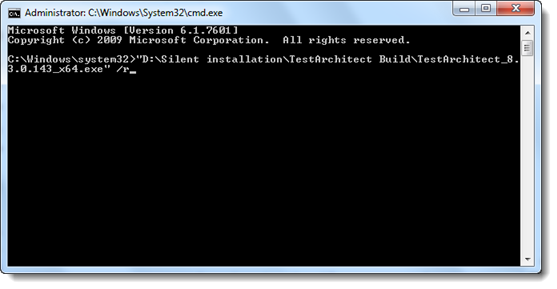 Administrator: C:\Windows\System32\cmd.exe
Microsoft Windows [Version 6.1.7601]
Copyright (c) 2009 Microsoft Corporation.  All rights reserved.
C:\Windows\system32>"D:\Silent installation\TestArchitect Build\TestArchitect_8.
3.0.143_x64.exe" /r_